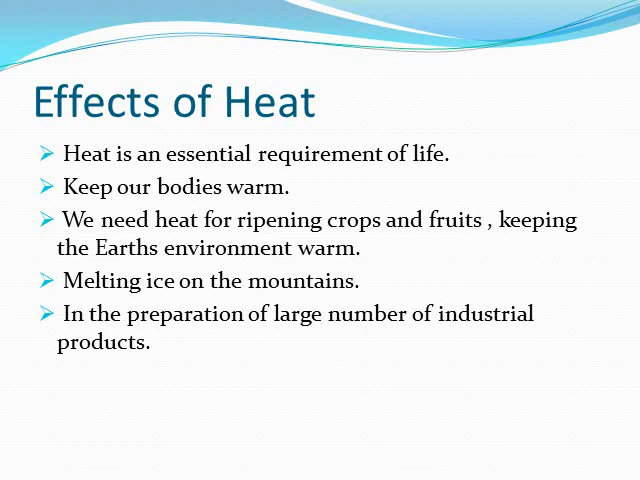 Effects of Heat
Heat is an essential requirement of life.
Keep our bodies warm.
We need heat for ripening crops and fruits , keeping
the Earths environment warm.
Melting ice on the mountains.
In the preparation of large number of industrial
products.